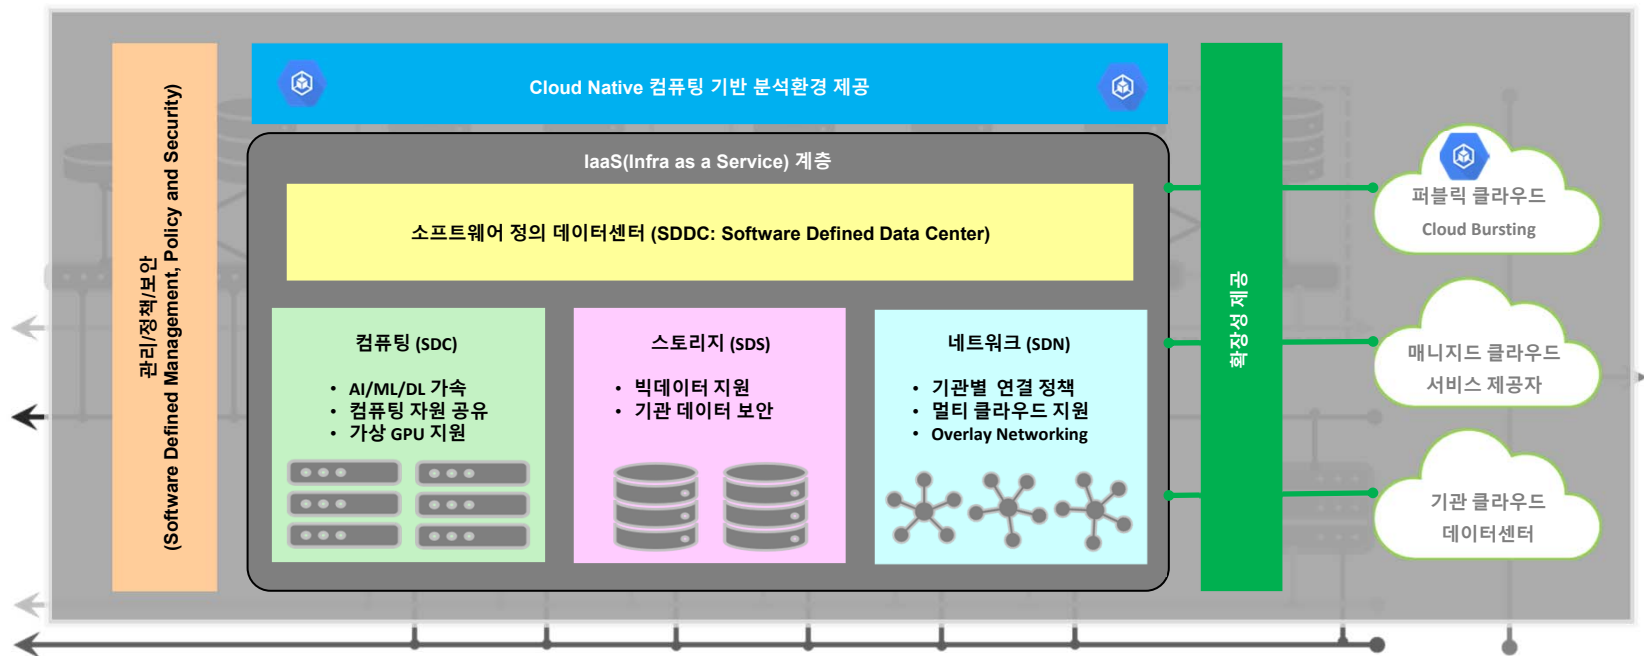 관리/정책/보안
(Software Defined Management, Policy and Security)
Cloud Native 컴퓨팅 기반 분석환경 제공
IaaS(Infra as a Service) 계층
소프트웨어 정의 데이터센터 (SDDC: Software Defined Data Center)
컴퓨팅 (SDC)
• AI/ML/DL 가속
• 컴퓨팅 자원 공유
• 가상 GPU 지원
스토리지 (SDS)
• 빅데이터 지원
• 기관 데이터 보안
네트워크 (SDN)
• 기관별 연결 정책
• 멀티 클라우드 지원
• Overlay Networking
확장성 제공
퍼블릭 클라우드
Cloud Bursting
매니지드 클라우드
서비스 제공자
기관 클라우드
데이터센터